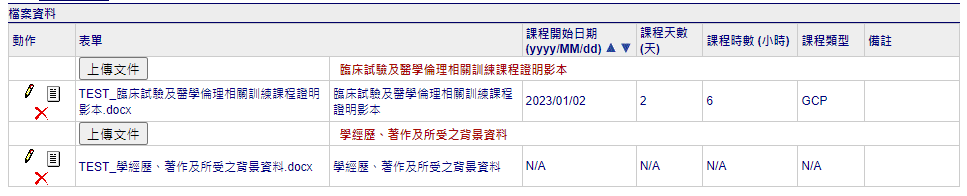 檔案資料
動作 表單 課程開始日期 (yyyy/MM/dd) ▲▼ 課程天數 (天) 課程時數 (小時) 課程類型 備註
上傳文件 臨床試驗及醫學倫理相關訓練課程證明影本
TEST_臨床試驗及醫學倫理相關訓練課程證明 臨床試驗及醫學倫理相關訓練課程 2023/01/02 2 6 GCP
影本.docx 證明影本
上傳文件 學經歷、著作及所受之背景資料
TEST_學經歷、著作及所受之背景資料.docx 學經歷、著作及所受之背景資料 N/A N/A N/A N/A